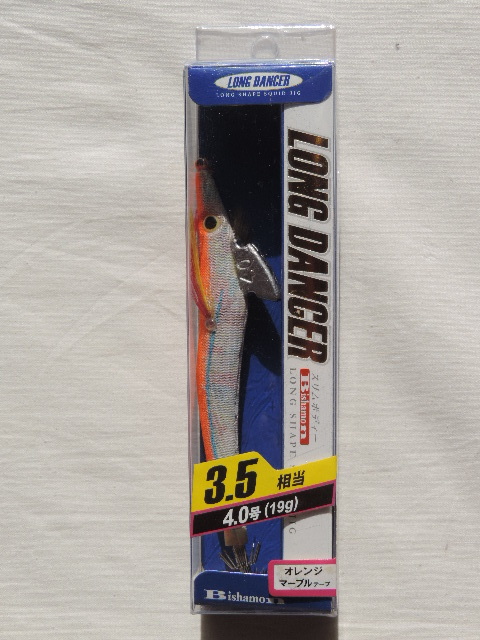 LONG DANCER
LONG SHAPE SQUID JIG
LONG DANCER
スリムボディー
Bishamon
LONG SHAPE
4.0
3.5 相当
4.0号(19g)
オレンジ
マーブルテープ
Bishamon